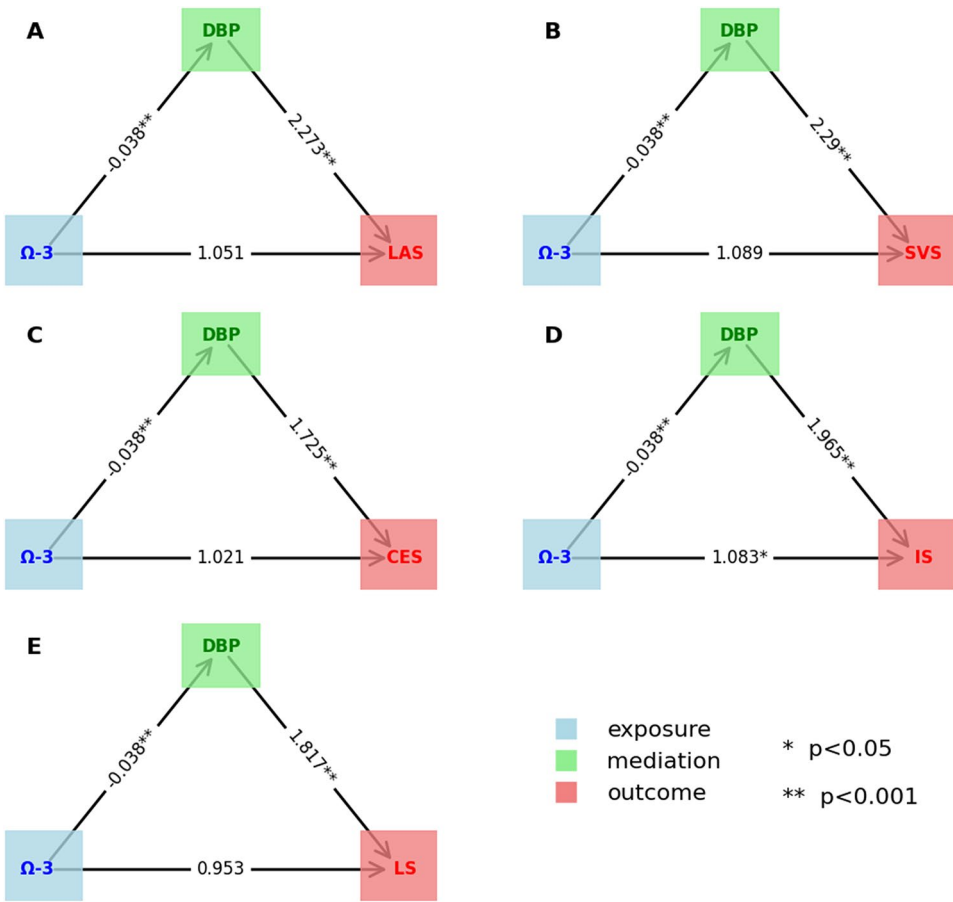 A
DBP
-0.038**
2.273**
Ω-3
1.051
LAS
B
DBP
-0.038**
2.29**
Ω-3
1.089
SVS
C
DBP
-0.038**
1.725**
Ω-3
1.021
CES
D
DBP
-0.038**
1.965**
Ω-3
1.083*
IS
E
DBP
-0.038**
1.817**
Ω-3
0.953
LS
exposure
mediation
outcome
* p<0.05
** p<0.001